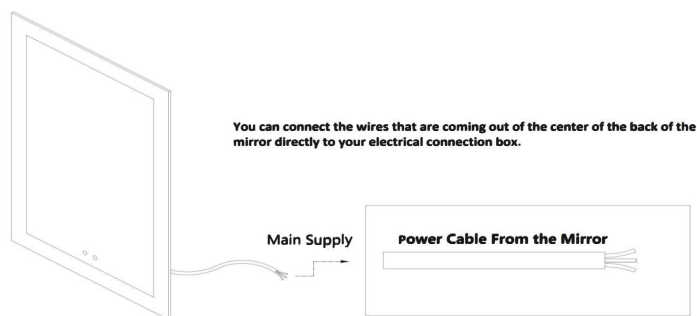 You can connect the wires that are coming out of the center of the back of the
mirror directly to your electrical connection box.
Main Supply
Power Cable From the Mirror